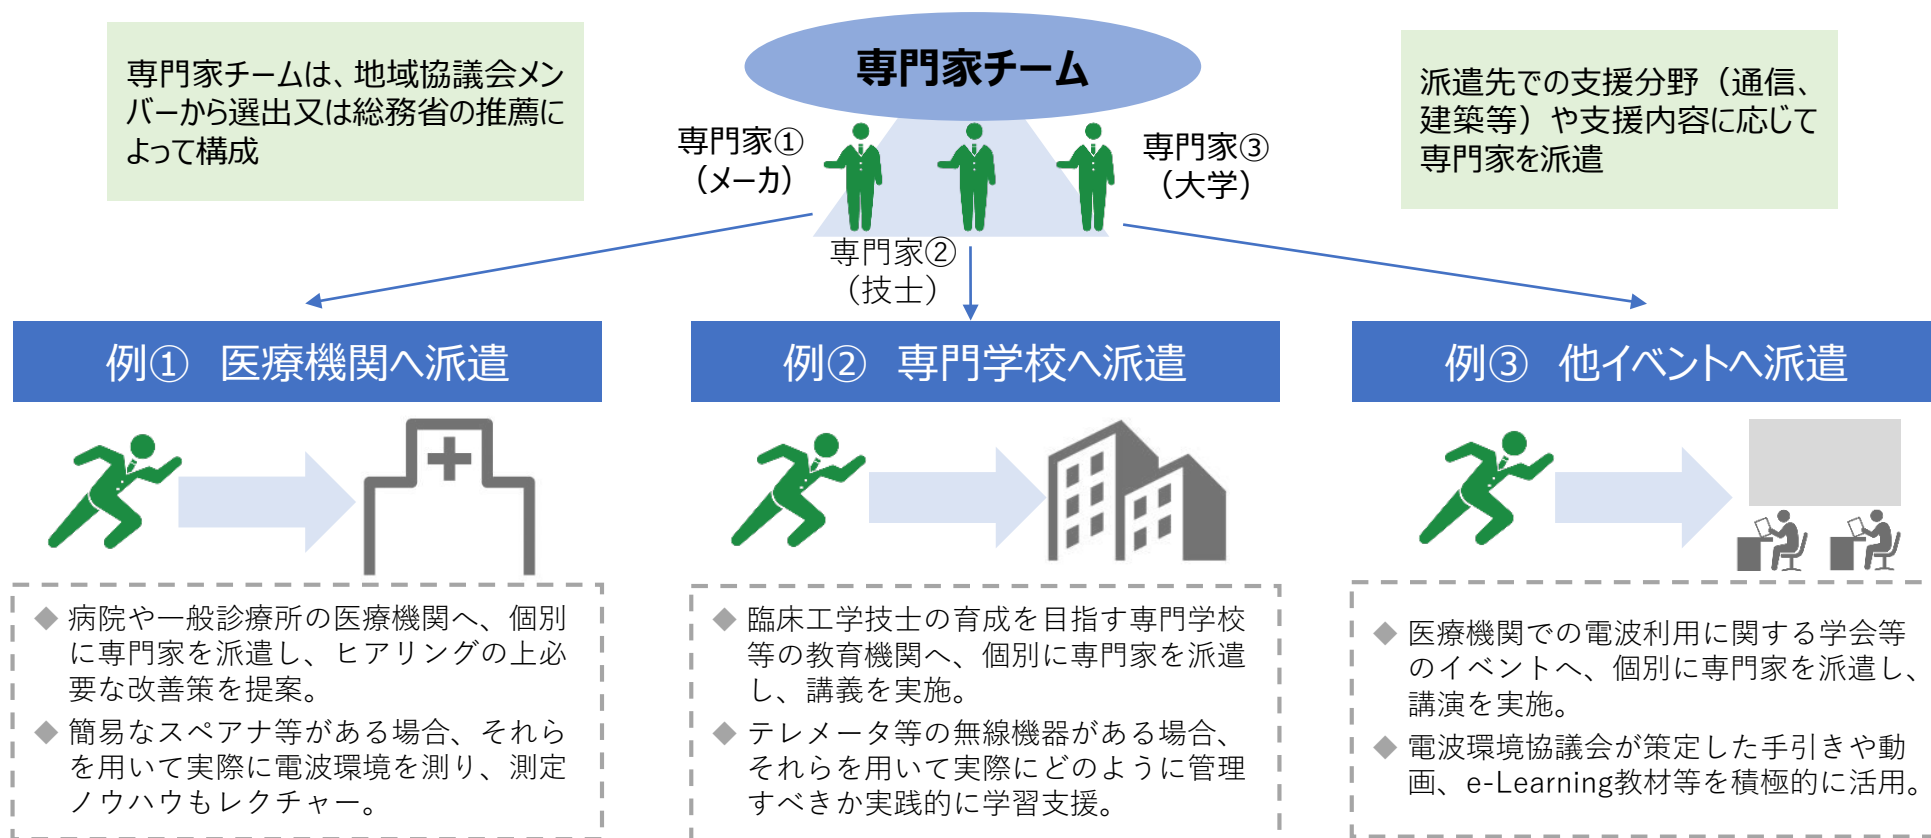 専門家チーム
専門家チームは、地域協議会メン
バーから選出又は総務省の推薦に
よって構成
派遣先での支援分野（通信、
建築等）や支援内容に応じて
専門家を派遣
専門家①
（メーカ）
専門家②
（技士）
専門家③
（大学）
例①　医療機関へ派遣
◆ 病院や一般診療所の医療機関へ、個別
に専門家を派遣し、ヒアリングの上必
要な改善策を提案。
◆ 簡易なスペアナ等がある場合、それら
を用いて実際に電波環境を測り、測定
ノウハウもレクチャー。
例②　専門学校へ派遣
◆ 臨床工学技士の育成を目指す専門学校
等の教育機関へ、個別に専門家を派遣
し、講義を実施。
◆ テレメータ等の無線機器がある場合、
それらを用いて実際にどのように管理
すべきか実践的に学習支援。
例③　他イベントへ派遣
◆ 医療機関での電波利用に関する学会等
のイベントへ、個別に専門家を派遣し、
講演を実施。
◆ 電波環境協議会が策定した手引きや動
画、e-Learning教材等を積極的に活用。